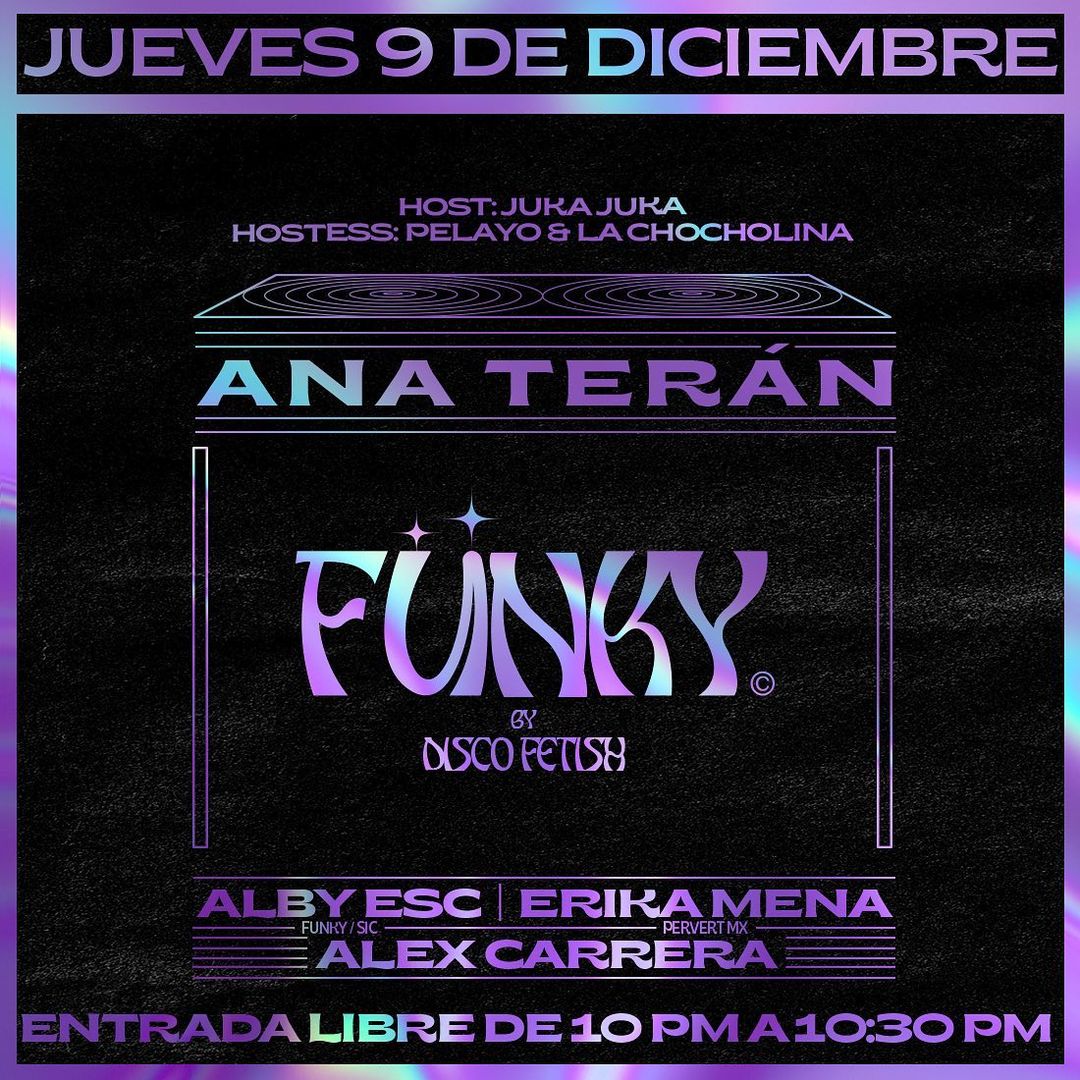 JUEVES 9 DE DICIEMBRE
HOST: JUKA JUKA
HOSTESS: PELAYO & LA CHOCHOLINA
ANA TERÁN
FÜNKY.©
BY
DISCO FETISH
ALBY ESC | ERIKA MENA
FUNKY / SIC PERVERT MX
ALEX CARRERA
ENTRADA LIBRE DE 10 PM A 10:30 PM